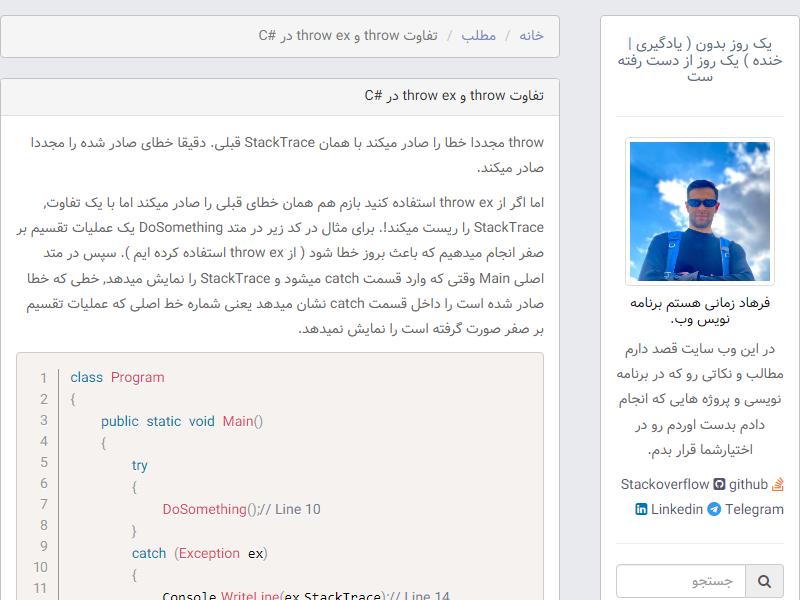 یک روز بدون ( یادگیری |
خنده ) یک روز از دست رفته
ست
فرهاد زمانی هستم برنامه
نویس وب.
در این وب سایت قصد دارم
مطالب و نکاتی رو که در برنامه
نویسی و پروژه هایی که انجام
دادم بدست اوردم رو در
اختیارشما قرار بدم.
Stackoverflow github
Linkedin Telegram
جستجو
خانه / مطلب / تفاوت throw و throw ex در C#
تفاوت throw و throw ex در C#
throw مجددا خطا را صادر میکند با همان StackTrace قبلی. دقیقا خطای صادر شده را مجددا
صادر میکند.
اما اگر از throw ex استفاده کنید بازم هم همان خطای قبلی را صادر میکند اما با یک تفاوت,
StackTrace را ریست میکند!. برای مثال در کد زیر در متد DoSomething یک عملیات تقسیم بر
صفر انجام میدهیم که باعث بروز خطا شود ( از throw ex استفاده کرده ایم ). سپس در متد
اصلی Main وقتی که وارد قسمت catch میشود و StackTrace را نمایش میدهد, خطی که خطا
صادر شده است را داخل قسمت catch نشان میدهد یعنی شماره خط اصلی که عملیات تقسیم
بر صفر صورت گرفته است را نمایش نمیدهد.
1 class Program
2 {
3 public static void Main()
4 {
5 try
6 {
7 DoSomething();// Line 10
8 }
9 catch (Exception ex)
10 {
11 Console.WriteLine(ex.StackTrace);// Line 14